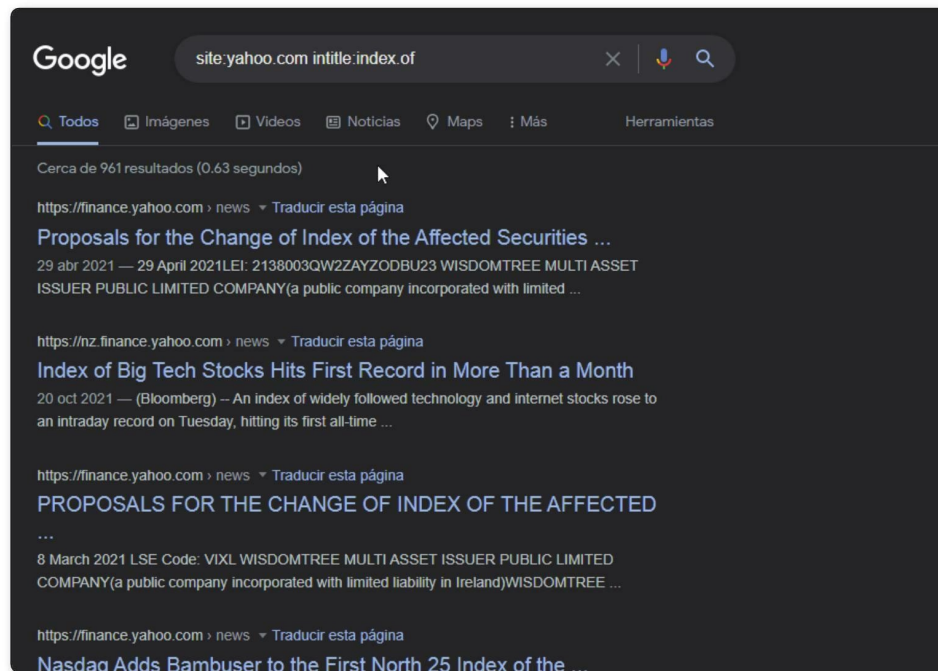 Google
site:yahoo.com intitle:index.of
Todos Imágenes Videos Noticias Maps Más Herramientas
Cerca de 961 resultados (0.63 segundos)
https://finance.yahoo.com › news Traducir esta página
Proposals for the Change of Index of the Affected Securities ...
29 abr 2021 — 29 April 2021LEI: 2138003QW2ZAYZODBU23 WISDOMTREE MULTI ASSET
ISSUER PUBLIC LIMITED COMPANY(a public company incorporated with limited ...
https://nz.finance.yahoo.com › news Traducir esta página
Index of Big Tech Stocks Hits First Record in More Than a Month
20 oct 2021 — (Bloomberg) -- An index of widely followed technology and internet stocks rose to
an intraday record on Tuesday, hitting its first all-time ...
https://finance.yahoo.com › news Traducir esta página
PROPOSALS FOR THE CHANGE OF INDEX OF THE AFFECTED
...
8 March 2021 LSE Code: VIXL WISDOMTREE MULTI ASSET ISSUER PUBLIC LIMITED
COMPANY(a public company incorporated with limited liability in Ireland)WISDOMTREE ...
https://finance.yahoo.com › news Traducir esta página
Nasdaq Adds Bambuser to the First North 25 Index of the ...